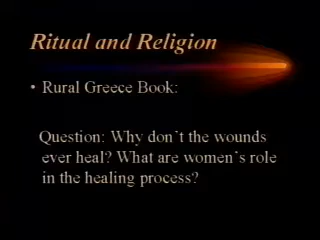 Ritual and Religion
• Rural Greece Book:
Question: Why don't the wounds
ever heal? What are women's role
in the healing process?